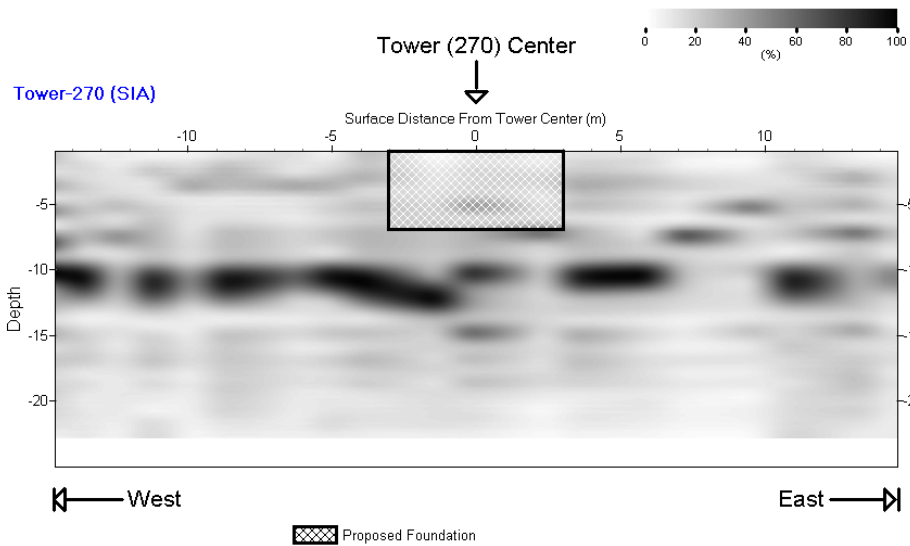 0 20 40 60 80 100
(%)
Tower (270) Center
Tower-270 (SIA)
Surface Distance From Tower Center (m)
-10 -5 0 5 10
-5
-10
-15
-20
Depth
West
East
Proposed Foundation